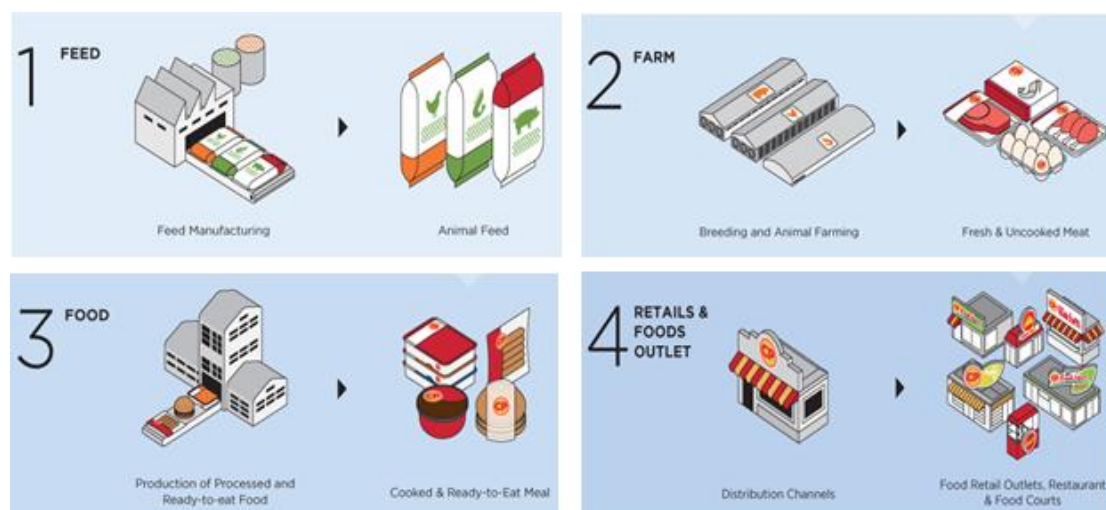 1 FEED
Feed Manufacturing
Animal Feed
2 FARM
Breeding and Animal Farming
Fresh & Uncooked Meat
3 FOOD
Production of Processed and
Ready-to-eat Food
Cooked & Ready-to-Eat Meal
4 RETAILS &
FOODS
OUTLET
CP
Distribution Channels
CP
Food Retail Outlets, Restaurant
& Food Courts